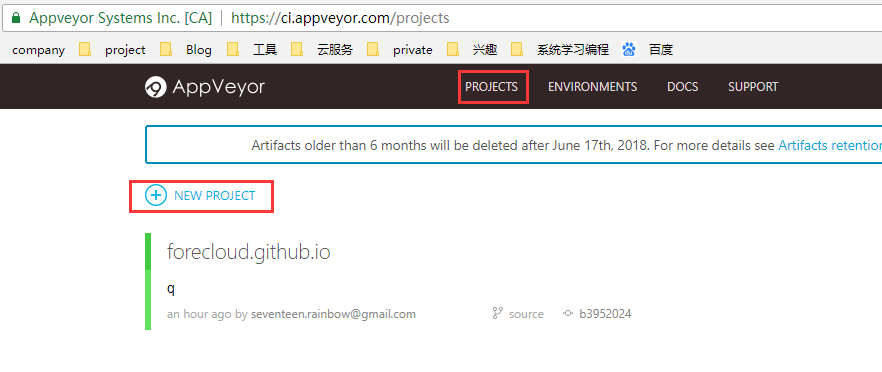 Appveyor Systems Inc. [CA] https://ci.appveyor.com/projects
company project Blog 工具 云服务 private 兴趣 系统学习编程 百度
AppVeyor PROJECTS ENVIRONMENTS DOCS SUPPORT
Artifacts older than 6 months will be deleted after June 17th, 2018. For more details see Artifacts retention
NEW PROJECT
forecloud.github.io
q
an hour ago by seventeen.rainbow@gmail.com source b3952024